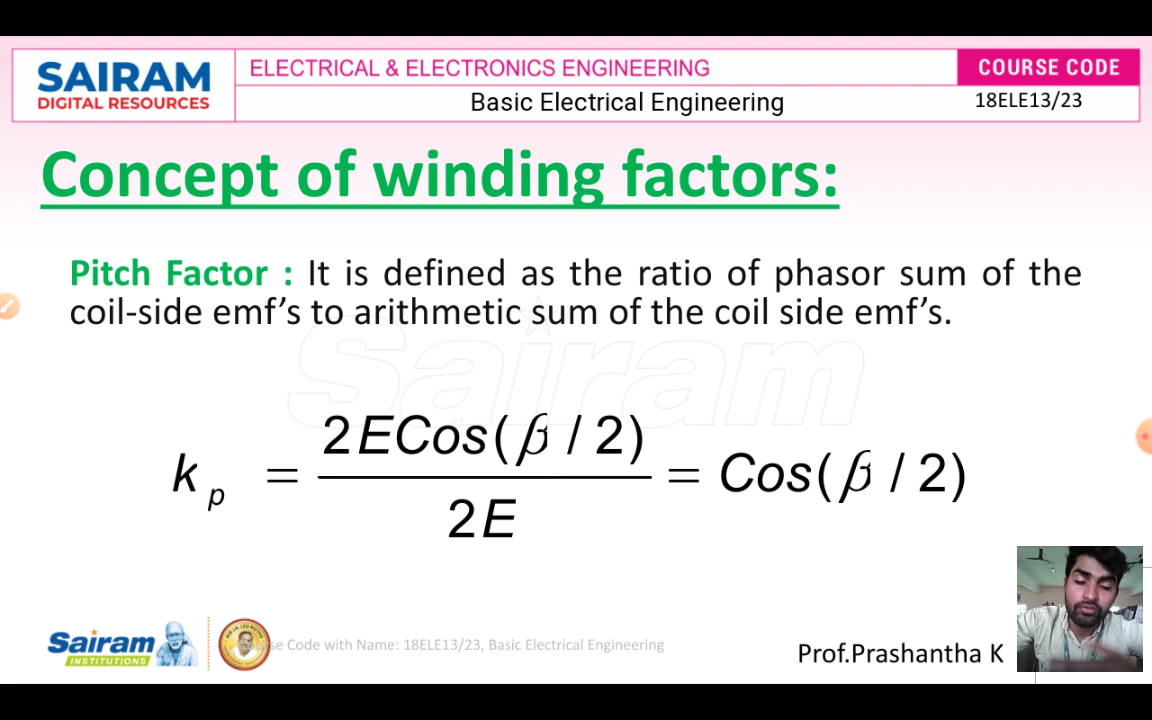 SAIRAM
DIGITAL RESOURCES
ELECTRICAL & ELECTRONICS ENGINEERING
Basic Electrical Engineering
COURSE CODE
18ELE13/23
Concept of winding factors:
Pitch Factor : It is defined as the ratio of phasor sum of the
coil-side emf’s to arithmetic sum of the coil side emf’s.
Sairam
k p = 2ECos(β / 2) / 2E = Cos(β / 2)
Sairam
INSTITUTIONS
se Code with Name: 18ELE13/23, Basic Electrical Engineering
Prof.Prashantha K